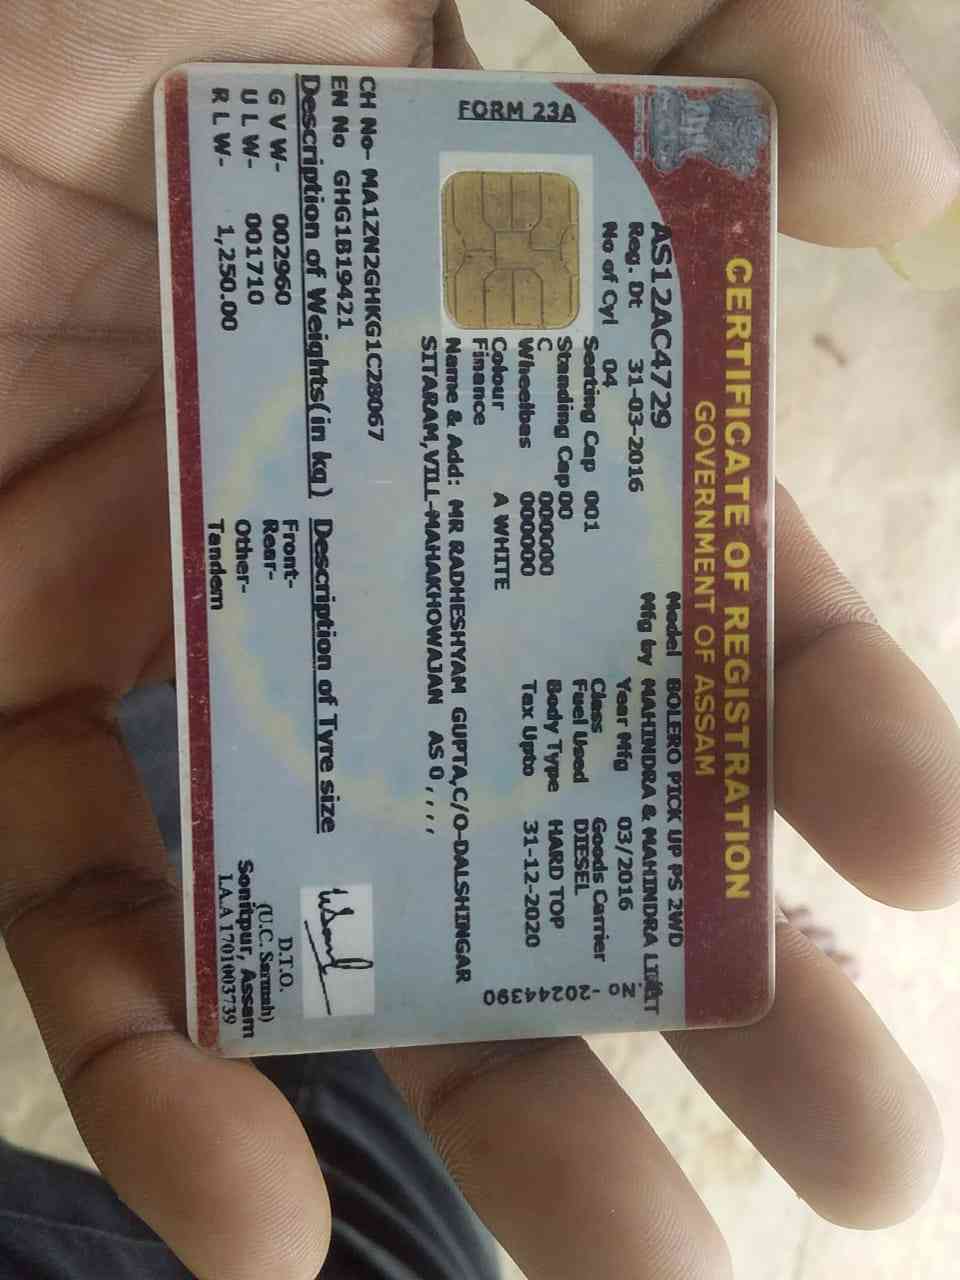 CERTIFICATE OF REGISTRATION
GOVERNMENT OF ASSAM
FORM 23A
AS12AC4729
Model BOLERO PICK UP PS 2WD
Reg. Dt 31-03-2016
Mfg by MAHINDRA & MAHINDRA
No of Cyl 04
Year Mfg 03/2016
Seating Cap 001
Class Goods Carrier
Standing Cap 00
Fuel Used DIESEL
C 000000
Body Type HARD TOP
Wheelbas 000000
Tax Upto 31-12-2020
Colour A WHITE
Finance
No -20244390
Name & Add: MR RADHESHYAM GUPTA,C/O-DALSHINGAR
SITARAM,VILL-MAHAKHOWAJAN AS 0 , , , ,
CH No- MA1ZN2GHKG1C28067
EN No GHG1B19421
Description of Weights(in kg) Description of Tyre size
G V W- 002960 Front-
U L W- 001710 Rear-
R L W- 1,250.00 Other-
Tandem
D.T.O.
(U.C. Sarmah)
Sonitpur, Assam
I.A.A1701003739